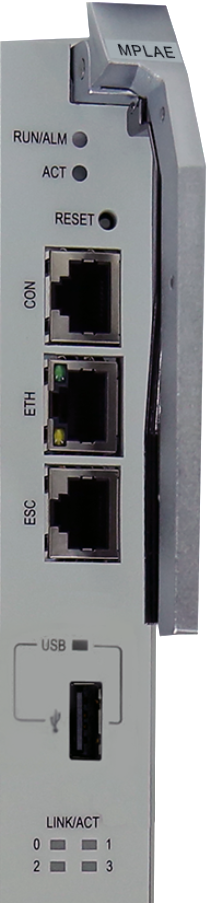 MPLAE
RUN/ALM
ACT
RESET
CON
ETH
ESC
USB
LINK/ACT
0 1
2 3